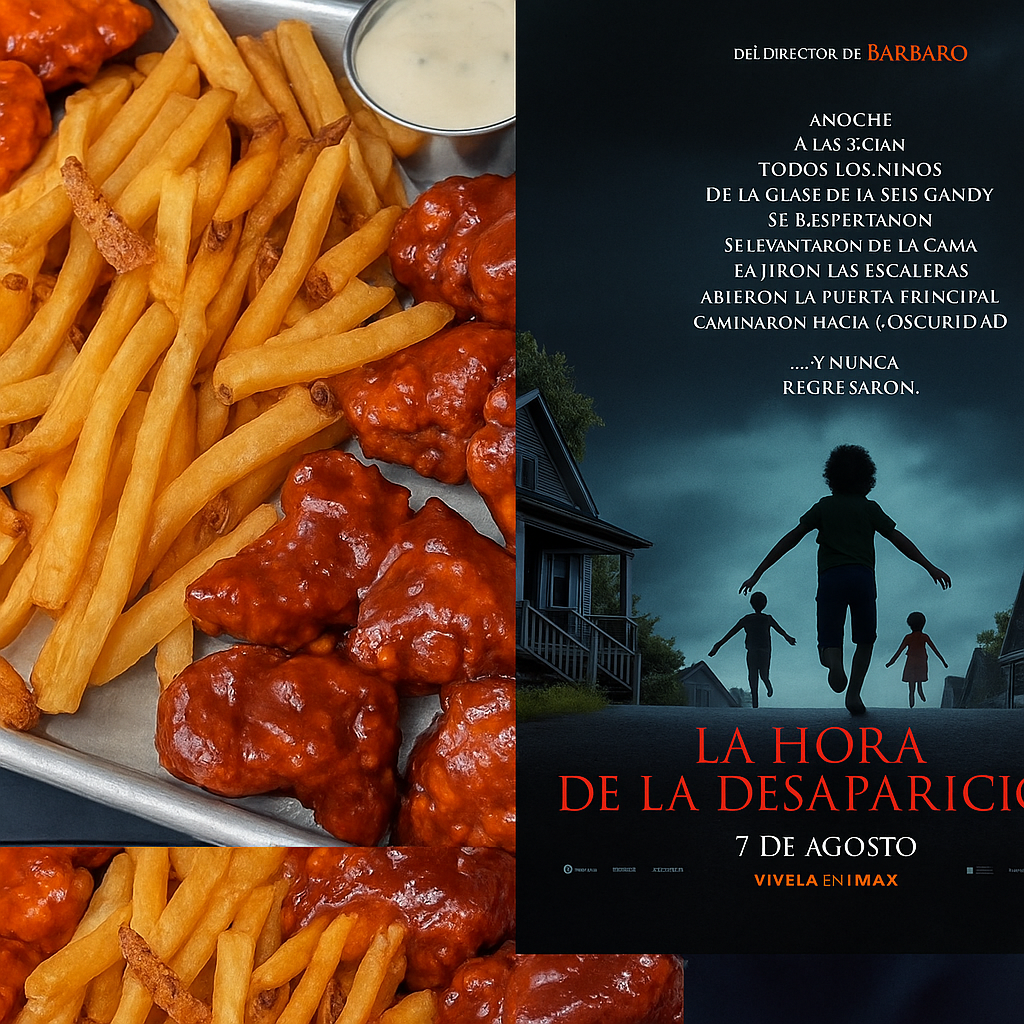 DEL DIRECTOR DE BARBARO
ANOCHE
A LAS 3:CIAN
TODOS LOS.NINOS
DE LA GLASE DE IA SEIS GANDY
SE B.ESPERTANON
SE LEVANTARON DE LA CAMA
EA JIRON LAS ESCALERAS
ABIERON LA PUERTA FRINCIPAL
CAMINARON HACIA (.OSCURIDAD
....Y NUNCA
REGRESARON.
LA HORA
DE LA DESAPARICIO
7 DE AGOSTO
VIVELA EN IMAX